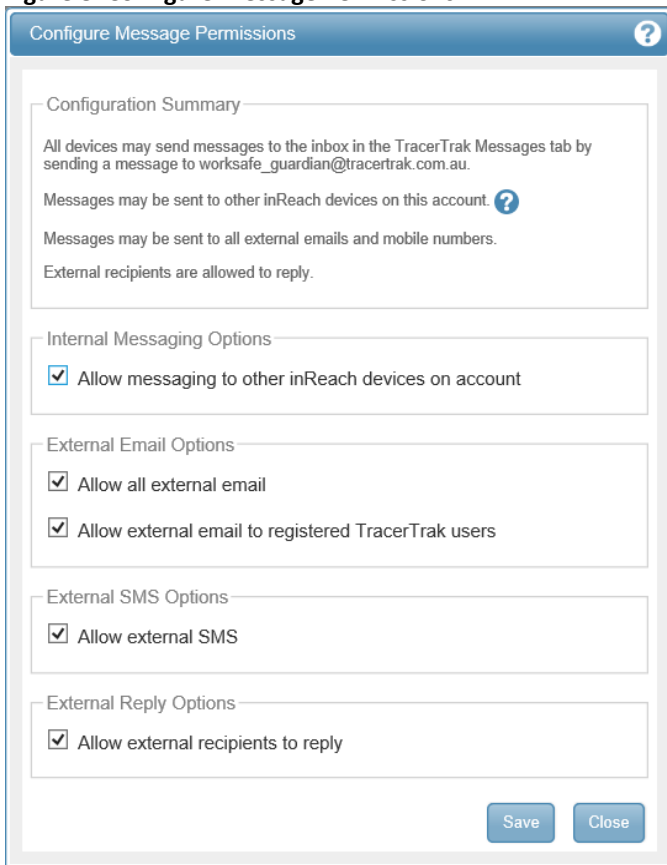 Configure Message Permissions
Configuration Summary
All devices may send messages to the inbox in the TracerTrak Messages tab by
sending a message to worksafe_guardian@tracertrak.com.au.
Messages may be sent to other inReach devices on this account. ?
Messages may be sent to all external emails and mobile numbers.
External recipients are allowed to reply.
Internal Messaging Options
Allow messaging to other inReach devices on account
External Email Options
Allow all external email
Allow external email to registered TracerTrak users
External SMS Options
Allow external SMS
External Reply Options
Allow external recipients to reply
Save Close